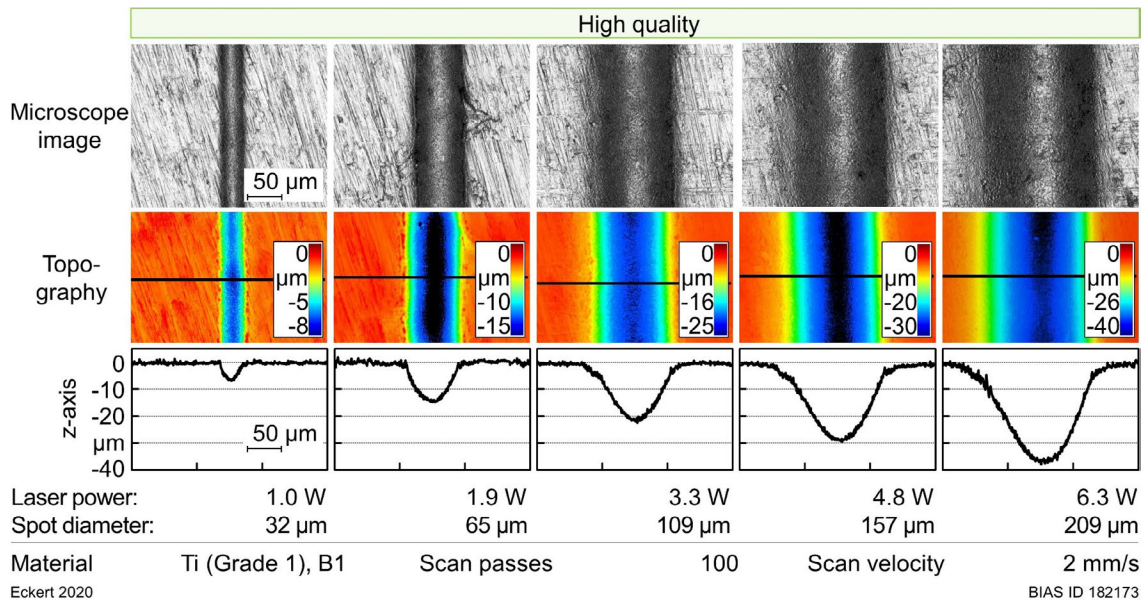 High quality
Microscope
image
50 µm
Topo-
graphy
0
µm
-5
-8
0
µm
-10
-15
0
µm
-16
-25
0
µm
-20
-30
0
µm
-26
-40
z-axis
0
-10
-20
µm
-40
50 µm
Laser power: 1.0 W 1.9 W 3.3 W 4.8 W 6.3 W
Spot diameter: 32 µm 65 µm 109 µm 157 µm 209 µm
Material Ti (Grade 1), B1 Scan passes 100 Scan velocity 2 mm/s
Eckert 2020 BIAS ID 182173